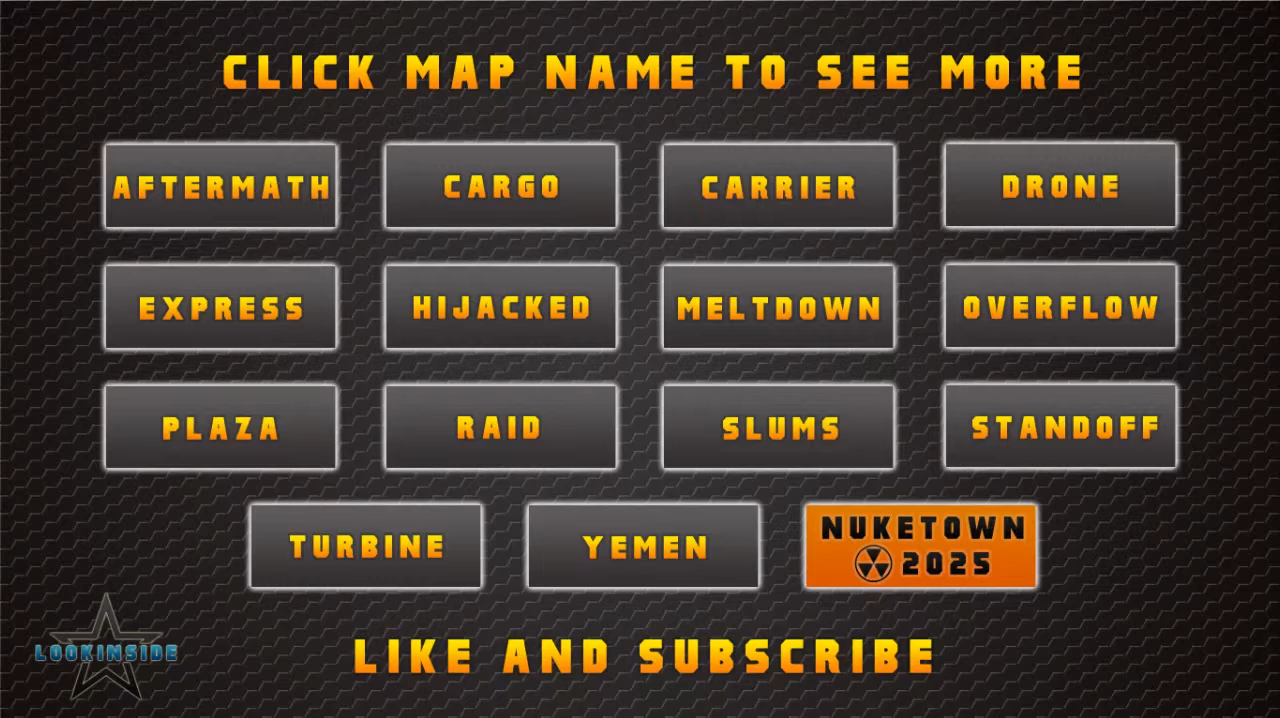 CLICK MAP NAME TO SEE MORE
AFTERMATH
CARGO
CARRIER
DRONE
EXPRESS
HIJACKED
MELTDOWN
OVERFLOW
PLAZA
RAID
SLUMS
STANDOFF
TURBINE
YEMEN
NUKETOWN
2025
LOOKINSIDE
LIKE AND SUBSCRIBE